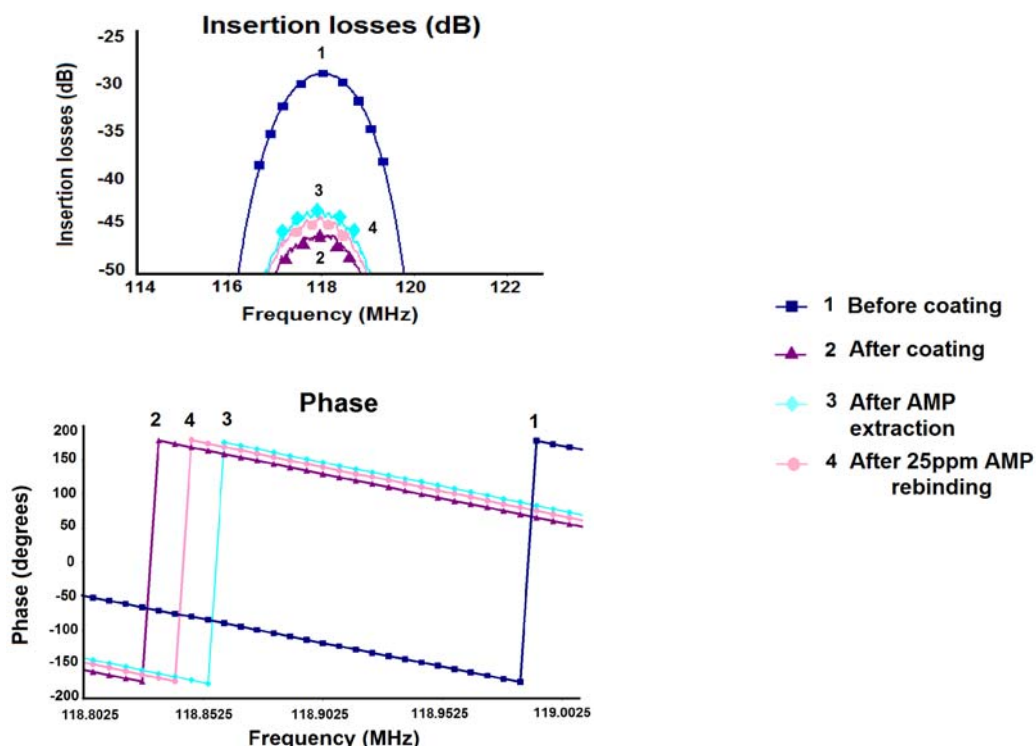 Insertion losses (dB)
-25
-30
-35
-40
-45
-50
Insertion losses (dB)
1
3
4
2
114
116
118
120
122
Frequency (MHz)
1 Before coating
2 After coating
3 After AMP
extraction
4 After 25ppm AMP
rebinding
Phase
2 4 3 1
200
150
100
50
0
-50
-100
-150
-200
Phase (degrees)
118.8025
118.8525
118.9025
118.9525
119.0025
Frequency (MHz)